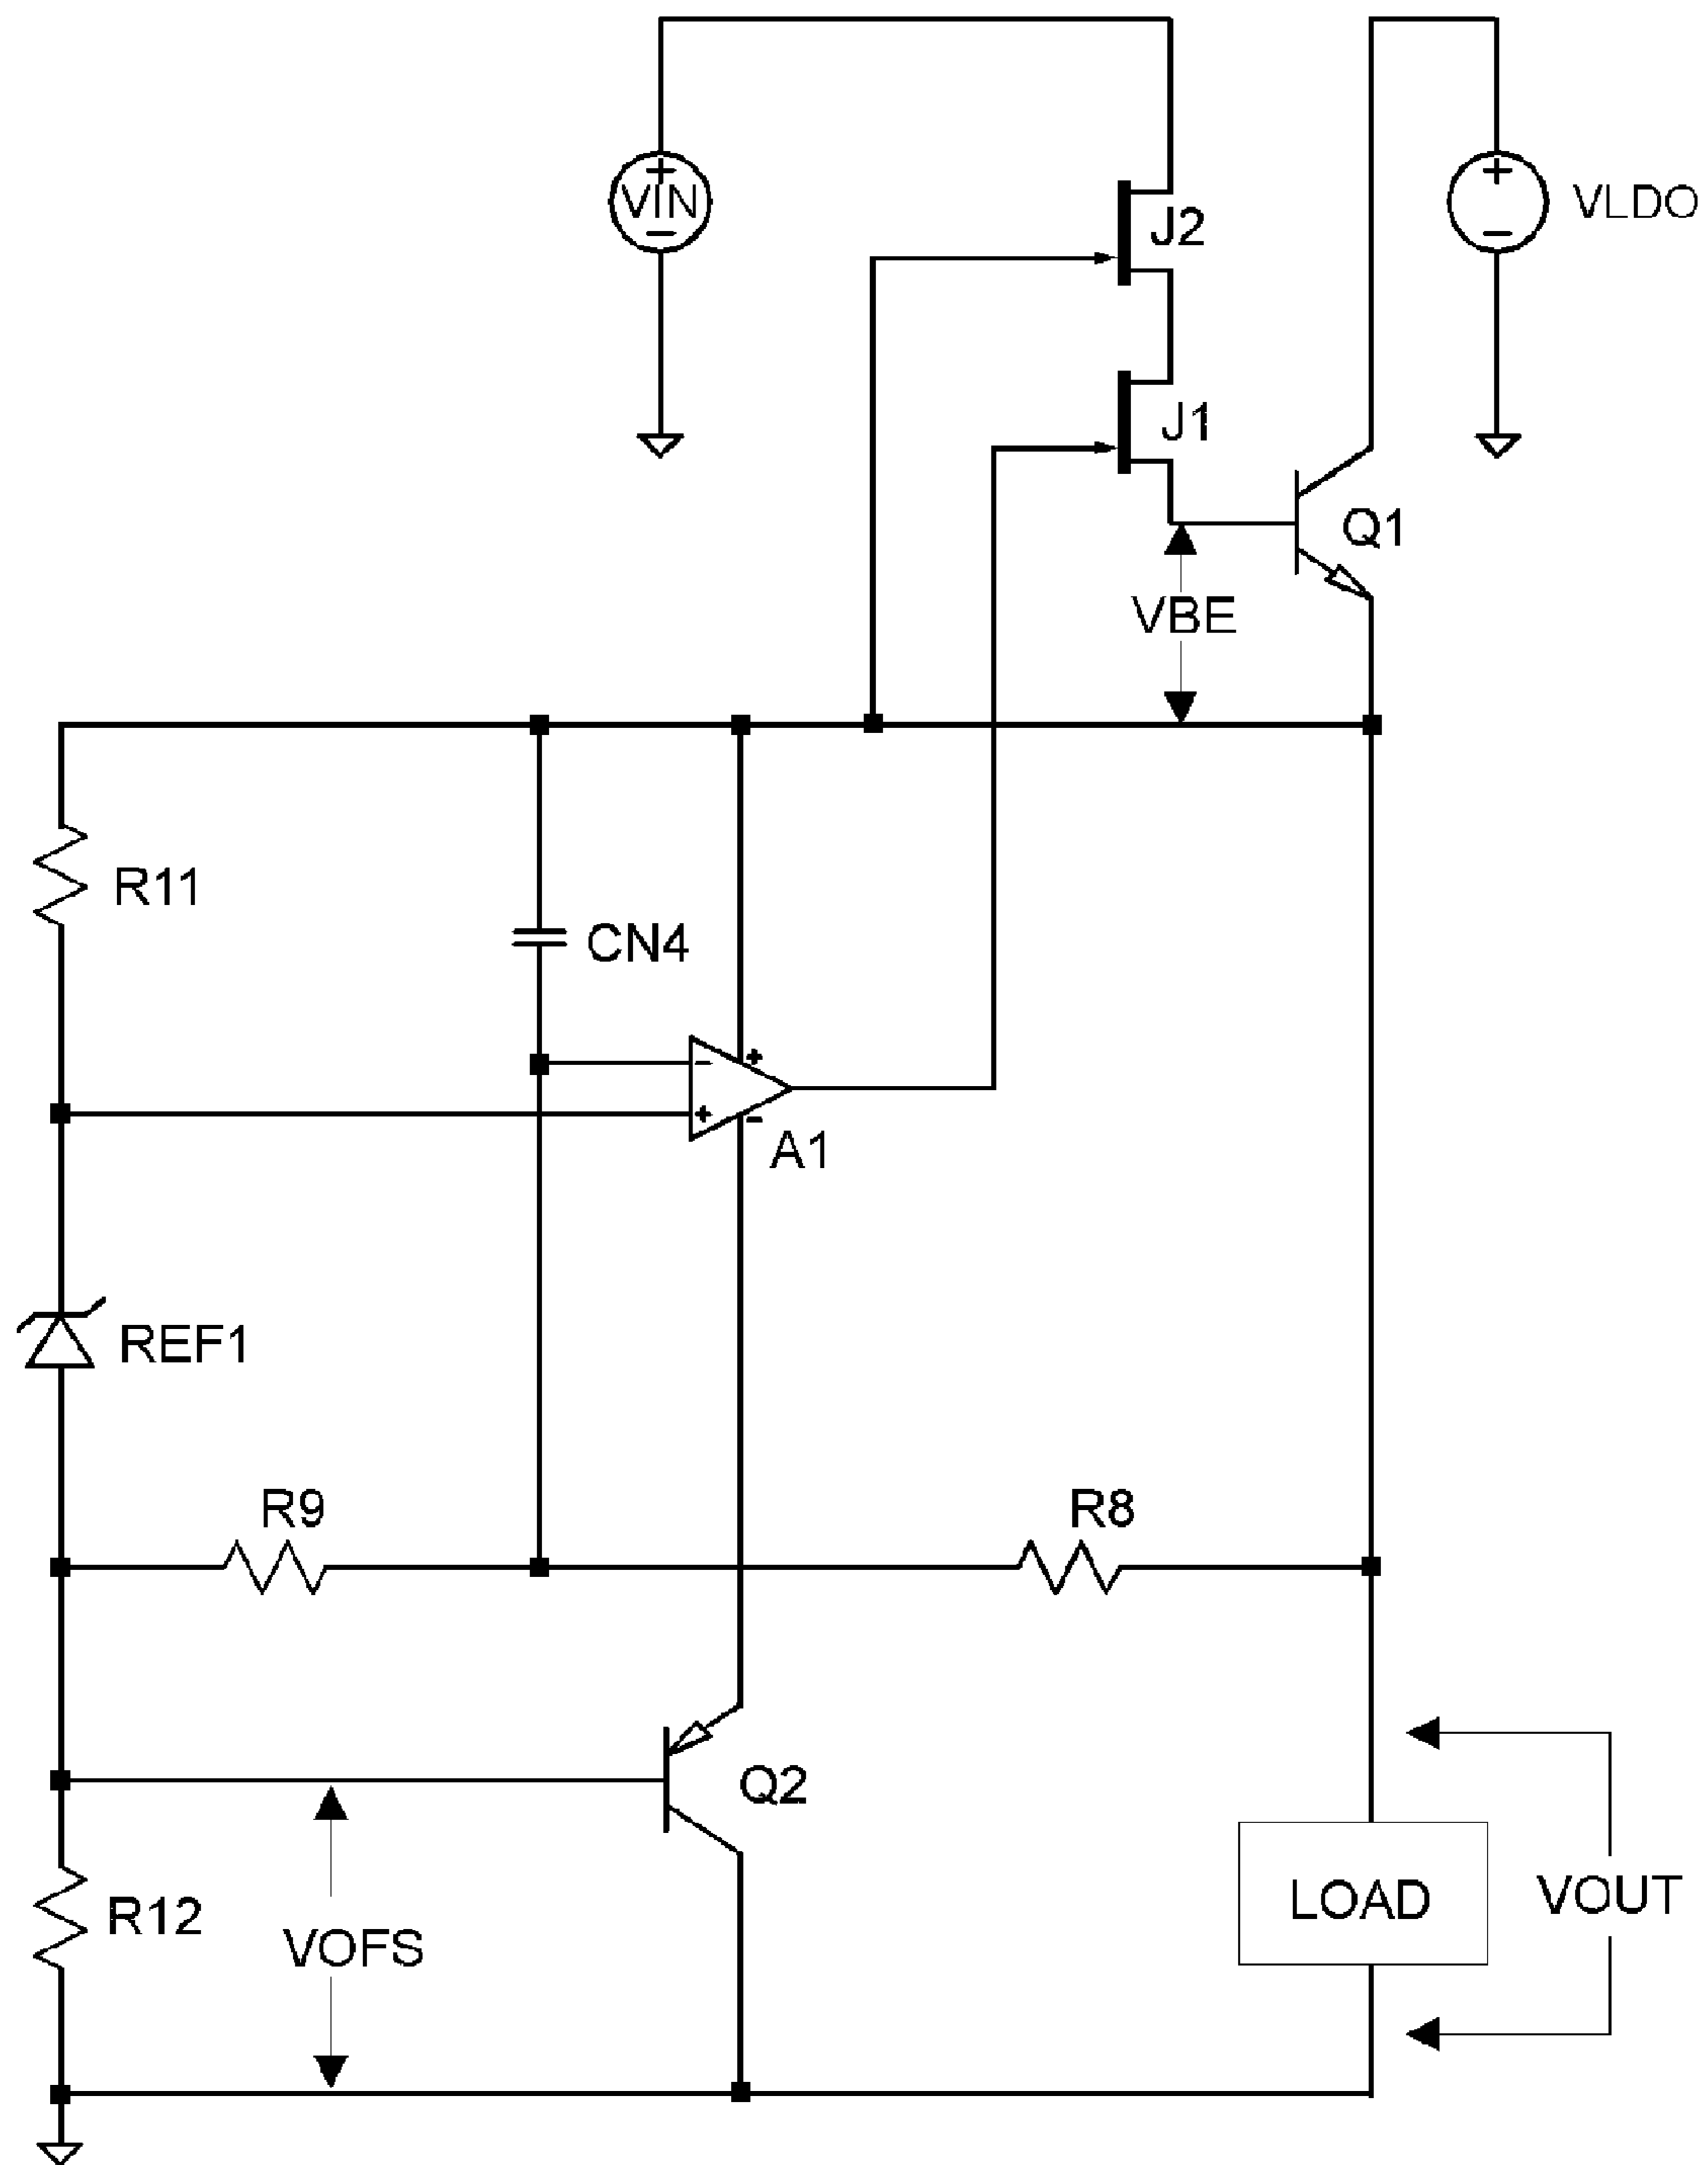 +
VIN
−
+
−
VLDO
J2
J1
Q1
VBE
R11
CN4
- +
+ -
A1
REF1
R9
R8
Q2
R12
VOFS
LOAD
VOUT